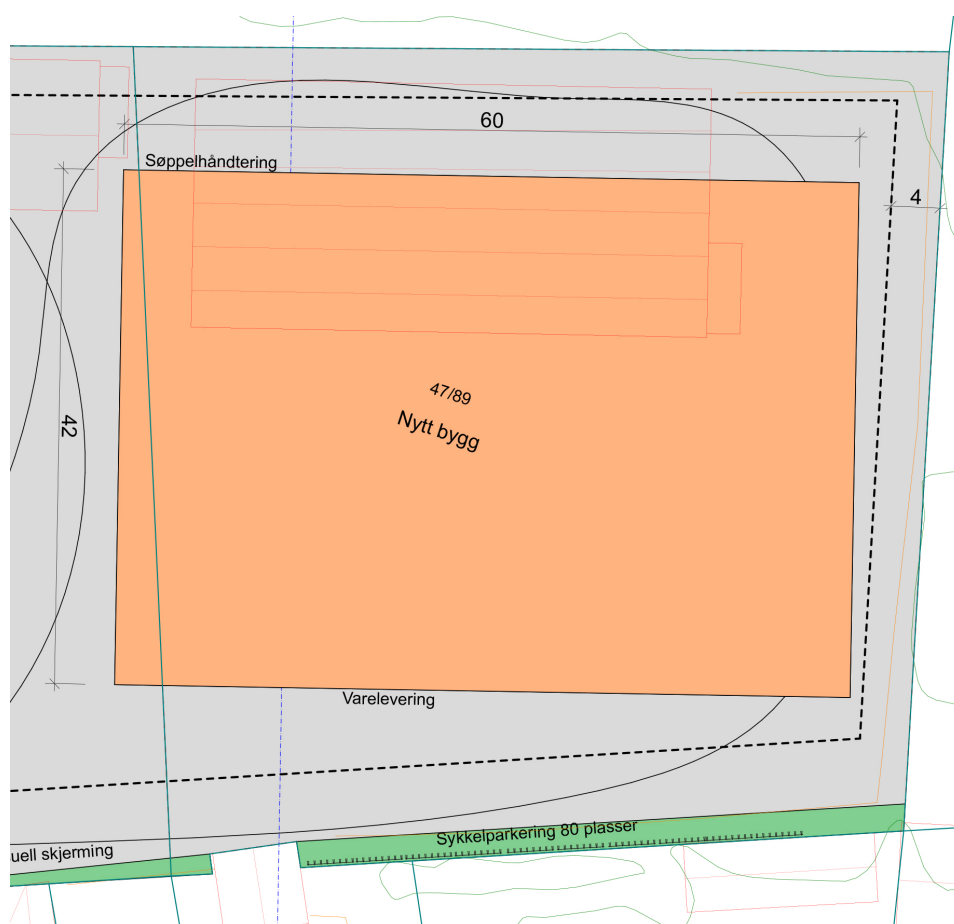 60
Søppelhåndtering
4
47/89
Nytt bygg
42
Varelevering
Sykkelparkering 80 plasser
uell skjerming